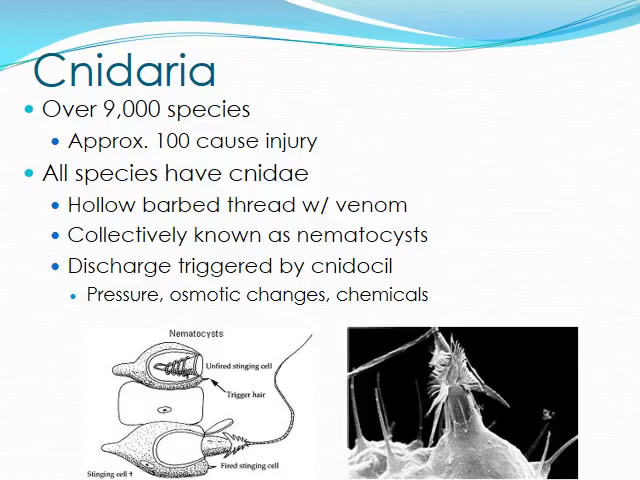 Cnidaria
Over 9,000 species
Approx. 100 cause injury
All species have cnidae
Hollow barbed thread w/ venom
Collectively known as nematocysts
Discharge triggered by cnidocil
Pressure, osmotic changes, chemicals
Nematocysts
Unfired stinging cell
Trigger hair
Fired stinging cell
Stinging cell